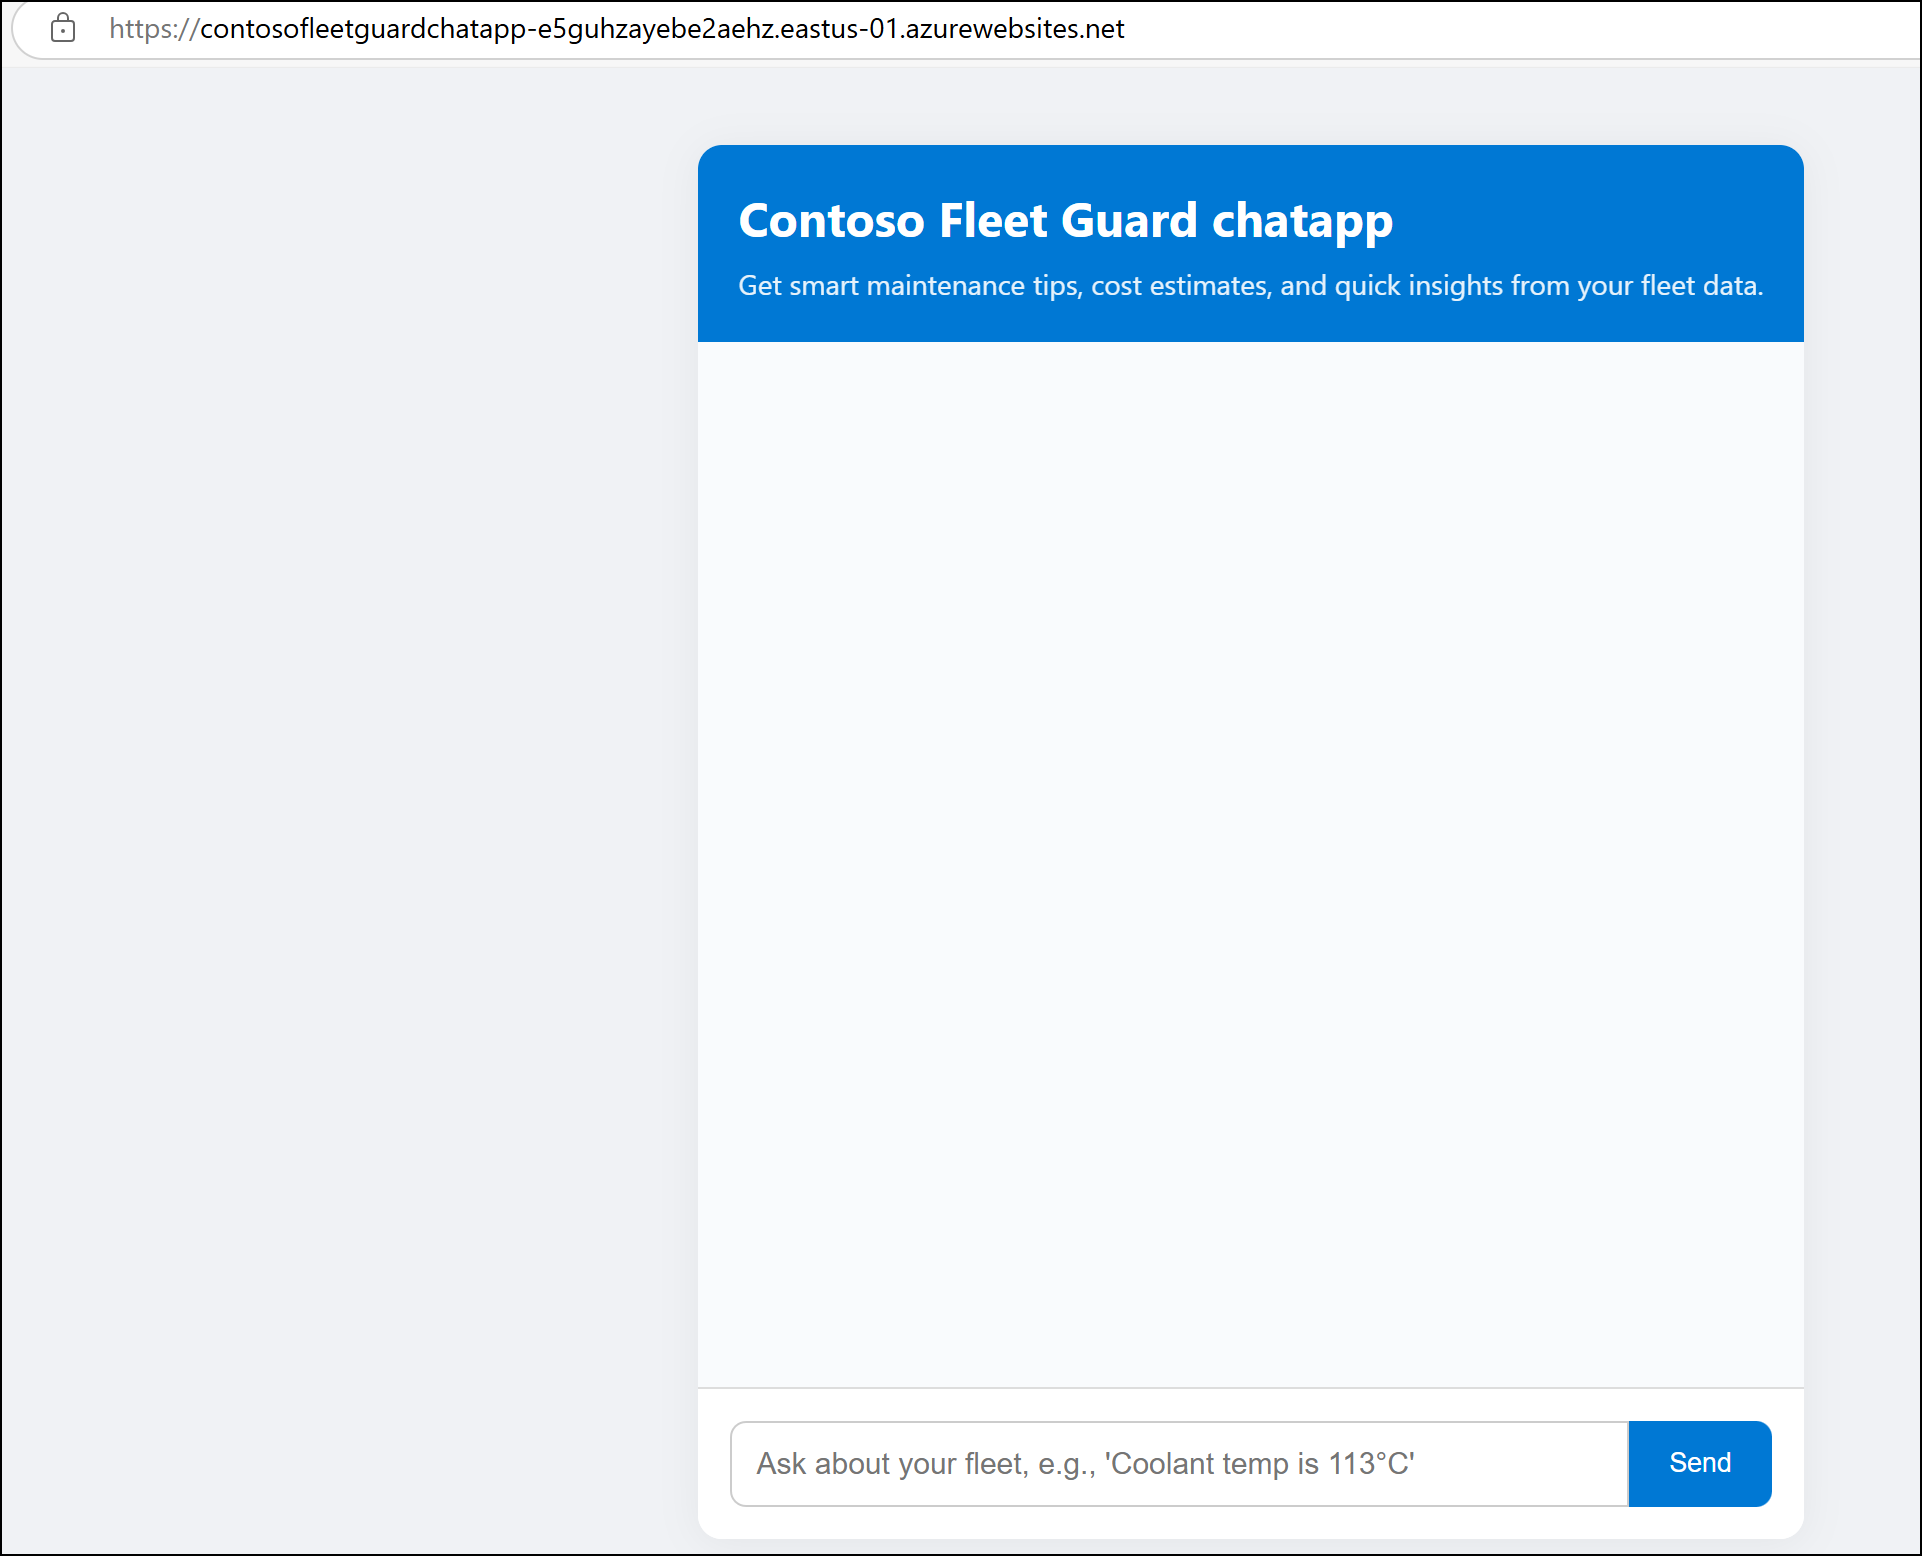 https://contosofleetguardchatapp-e5guhzayebe2aehz.eastus-01.azurewebsites.net
Contoso Fleet Guard chatapp
Get smart maintenance tips, cost estimates, and quick insights from your fleet data.
Ask about your fleet, e.g., 'Coolant temp is 113°C'
Send